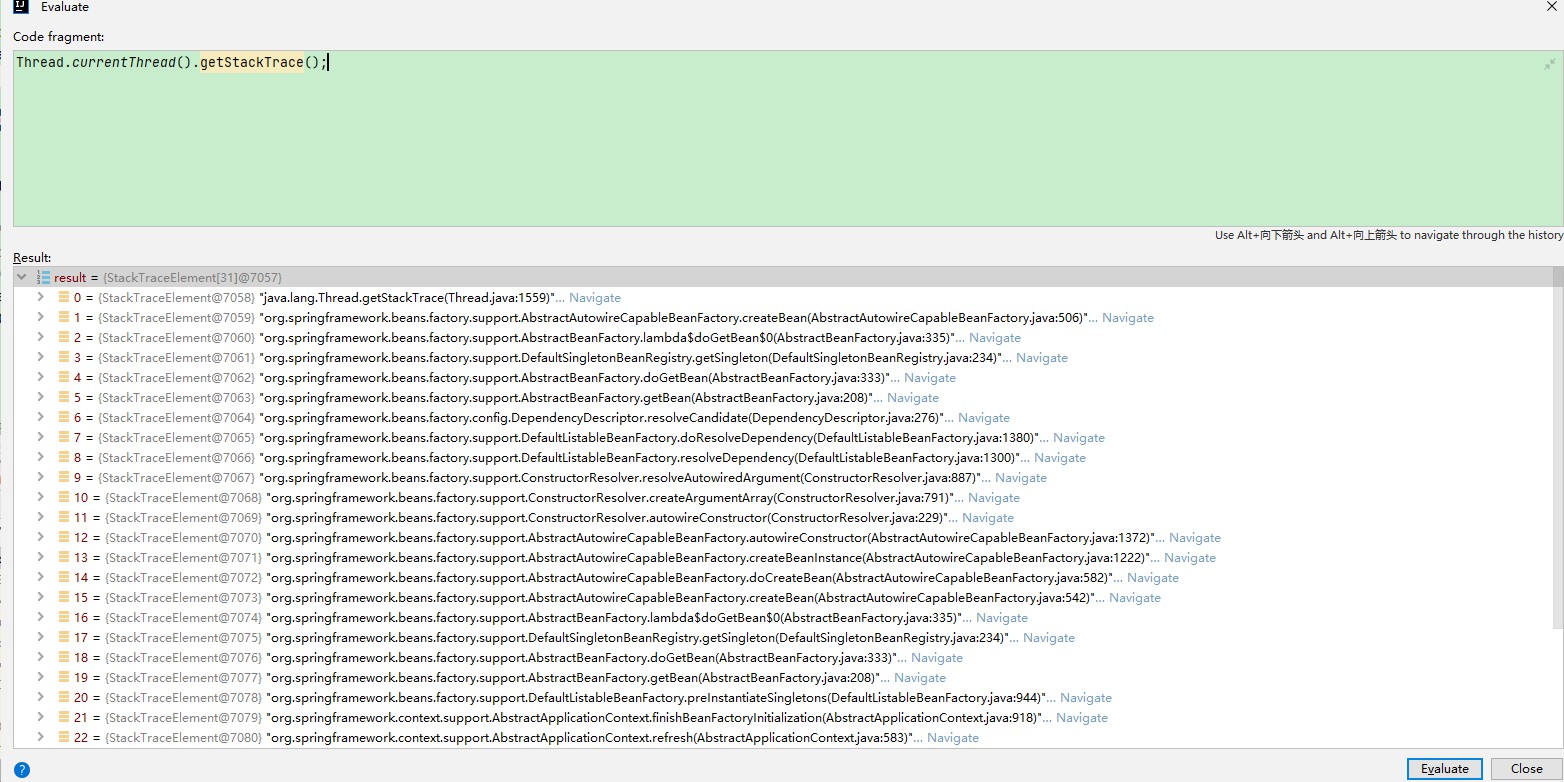 IJ Evaluate
Code fragment:
Thread.currentThread().getStackTrace();
Use Alt+向下箭头 and Alt+向上箭头 to navigate through the history
Result:
result = {StackTraceElement[31]@7057}
0 = {StackTraceElement@7058} "java.lang.Thread.getStackTrace(Thread.java:1559)"... Navigate
1 = {StackTraceElement@7059} "org.springframework.beans.factory.support.AbstractAutowireCapableBeanFactory.createBean(AbstractAutowireCapableBeanFactory.java:506)"... Navigate
2 = {StackTraceElement@7060} "org.springframework.beans.factory.support.AbstractBeanFactory.lambda$doGetBean$0(AbstractBeanFactory.java:335)"... Navigate
3 = {StackTraceElement@7061} "org.springframework.beans.factory.support.DefaultSingletonBeanRegistry.getSingleton(DefaultSingletonBeanRegistry.java:234)"... Navigate
4 = {StackTraceElement@7062} "org.springframework.beans.factory.support.AbstractBeanFactory.doGetBean(AbstractBeanFactory.java:333)"... Navigate
5 = {StackTraceElement@7063} "org.springframework.beans.factory.support.AbstractBeanFactory.getBean(AbstractBeanFactory.java:208)"... Navigate
6 = {StackTraceElement@7064} "org.springframework.beans.factory.config.DependencyDescriptor.resolveCandidate(DependencyDescriptor.java:276)"... Navigate
7 = {StackTraceElement@7065} "org.springframework.beans.factory.support.DefaultListableBeanFactory.doResolveDependency(DefaultListableBeanFactory.java:1380)"... Navigate
8 = {StackTraceElement@7066} "org.springframework.beans.factory.support.DefaultListableBeanFactory.resolveDependency(DefaultListableBeanFactory.java:1300)"... Navigate
9 = {StackTraceElement@7067} "org.springframework.beans.factory.support.ConstructorResolver.resolveAutowiredArgument(ConstructorResolver.java:887)"... Navigate
10 = {StackTraceElement@7068} "org.springframework.beans.factory.support.ConstructorResolver.createArgumentArray(ConstructorResolver.java:791)"... Navigate
11 = {StackTraceElement@7069} "org.springframework.beans.factory.support.ConstructorResolver.autowireConstructor(ConstructorResolver.java:229)"... Navigate
12 = {StackTraceElement@7070} "org.springframework.beans.factory.support.AbstractAutowireCapableBeanFactory.autowireConstructor(AbstractAutowireCapableBeanFactory.java:1372)"... Navigate
13 = {StackTraceElement@7071} "org.springframework.beans.factory.support.AbstractAutowireCapableBeanFactory.createBeanInstance(AbstractAutowireCapableBeanFactory.java:1222)"... Navigate
14 = {StackTraceElement@7072} "org.springframework.beans.factory.support.AbstractAutowireCapableBeanFactory.doCreateBean(AbstractAutowireCapableBeanFactory.java:582)"... Navigate
15 = {StackTraceElement@7073} "org.springframework.beans.factory.support.AbstractAutowireCapableBeanFactory.createBean(AbstractAutowireCapableBeanFactory.java:542)"... Navigate
16 = {StackTraceElement@7074} "org.springframework.beans.factory.support.AbstractBeanFactory.lambda$doGetBean$0(AbstractBeanFactory.java:335)"... Navigate
17 = {StackTraceElement@7075} "org.springframework.beans.factory.support.DefaultSingletonBeanRegistry.getSingleton(DefaultSingletonBeanRegistry.java:234)"... Navigate
18 = {StackTraceElement@7076} "org.springframework.beans.factory.support.AbstractBeanFactory.doGetBean(AbstractBeanFactory.java:333)"... Navigate
19 = {StackTraceElement@7077} "org.springframework.beans.factory.support.AbstractBeanFactory.getBean(AbstractBeanFactory.java:208)"... Navigate
20 = {StackTraceElement@7078} "org.springframework.beans.factory.support.DefaultListableBeanFactory.preInstantiateSingletons(DefaultListableBeanFactory.java:944)"... Navigate
21 = {StackTraceElement@7079} "org.springframework.context.support.AbstractApplicationContext.finishBeanFactoryInitialization(AbstractApplicationContext.java:918)"... Navigate
22 = {StackTraceElement@7080} "org.springframework.context.support.AbstractApplicationContext.refresh(AbstractApplicationContext.java:583)"... Navigate
? Evaluate Close